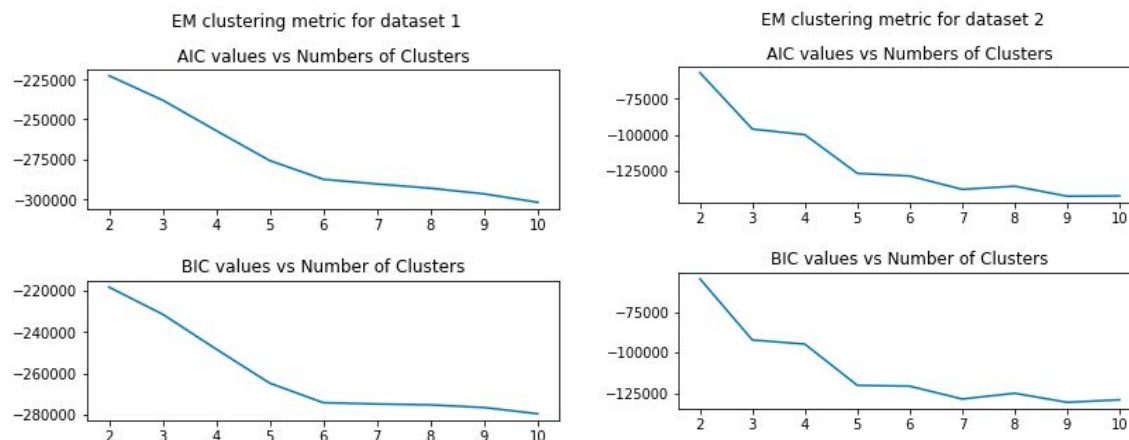 EM clustering metric for dataset 1
AIC values vs Numbers of Clusters
−225000
−250000
−275000
−300000
2 3 4 5 6 7 8 9 10
BIC values vs Number of Clusters
−220000
−240000
−260000
−280000
2 3 4 5 6 7 8 9 10
EM clustering metric for dataset 2
AIC values vs Numbers of Clusters
−75000
−100000
−125000
2 3 4 5 6 7 8 9 10
BIC values vs Number of Clusters
−75000
−100000
−125000
2 3 4 5 6 7 8 9 10